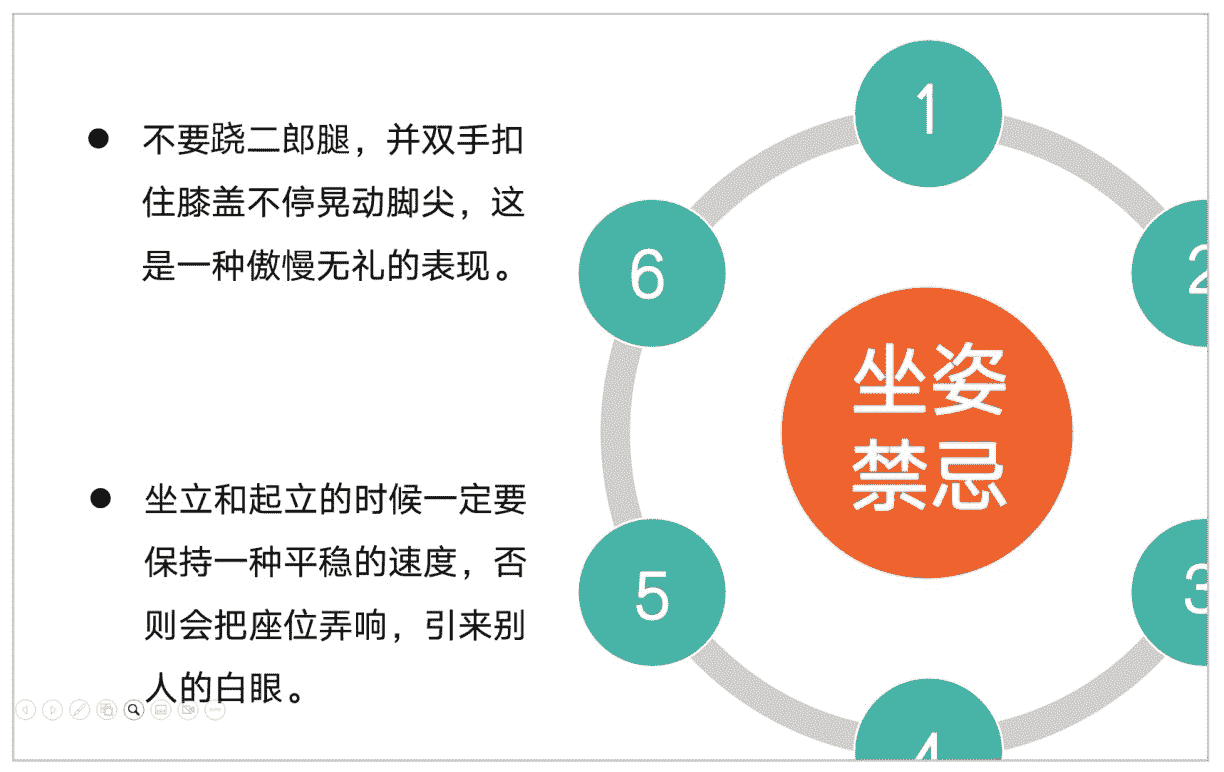 不要跷二郎腿，并双手扣
住膝盖不停晃动脚尖，这
是一种傲慢无礼的表现。
坐立和起立的时候一定要
保持一种平稳的速度，否
则会把座位弄响，引来别
人的白眼。
1
2
3
4
5
6
坐姿
禁忌